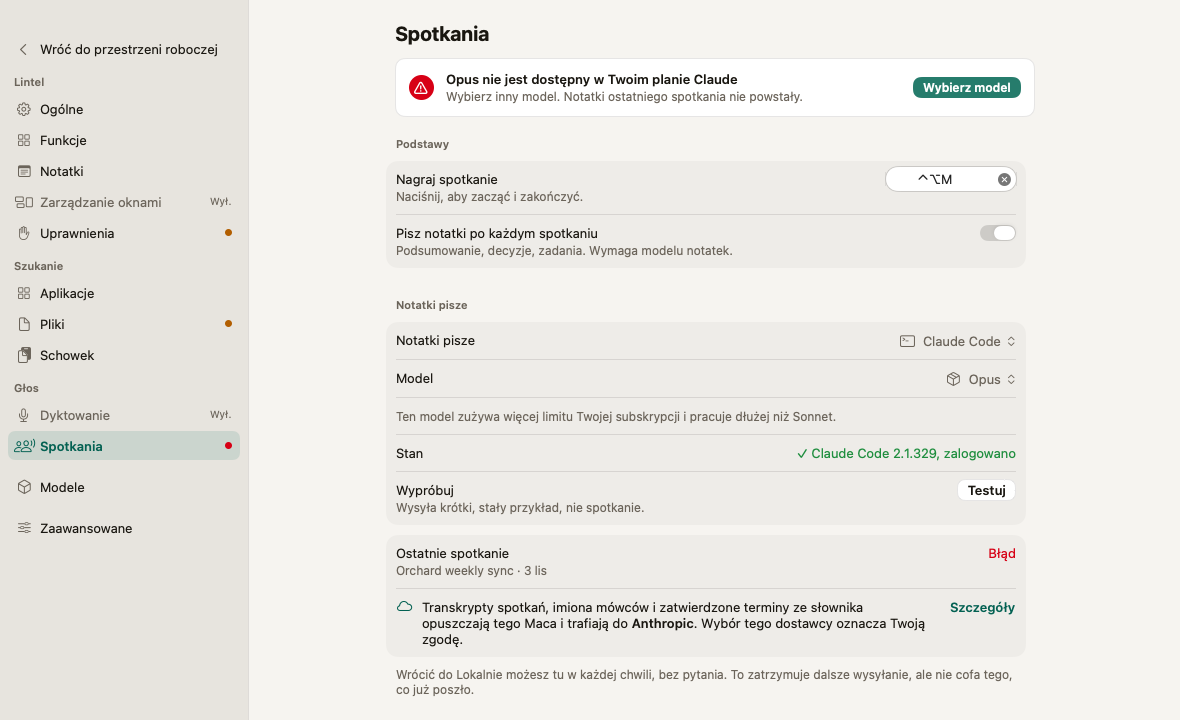 Wróć do przestrzeni roboczej
Lintel
Ogólne
Funkcje
Notatki
Zarządzanie oknami Wył.
Uprawnienia
Szukanie
Aplikacje
Pliki
Schowek
Głos
Dyktowanie Wył.
Spotkania
Modele
Zaawansowane
Spotkania
Opus nie jest dostępny w Twoim planie Claude
Wybierz inny model. Notatki ostatniego spotkania nie powstały.
Wybierz model
Podstawy
Nagraj spotkanie
Naciśnij, aby zacząć i zakończyć.
⌃⌥M
Pisz notatki po każdym spotkaniu
Podsumowanie, decyzje, zadania. Wymaga modelu notatek.
Notatki pisze
Notatki pisze Claude Code
Model Opus
Ten model zużywa więcej limitu Twojej subskrypcji i pracuje dłużej niż Sonnet.
Stan ✓ Claude Code 2.1.329, zalogowano
Wypróbuj
Wysyła krótki, stały przykład, nie spotkanie.
Testuj
Ostatnie spotkanie Błąd
Orchard weekly sync · 3 lis
Transkrypty spotkań, imiona mówców i zatwierdzone terminy ze słownika
opuszczają tego Maca i trafiają do Anthropic. Wybór tego dostawcy oznacza Twoją
zgodę.
Szczegóły
Wrócić do Lokalnie możesz tu w każdej chwili, bez pytania. To zatrzymuje dalsze wysyłanie, ale nie cofa tego,
co już poszło.